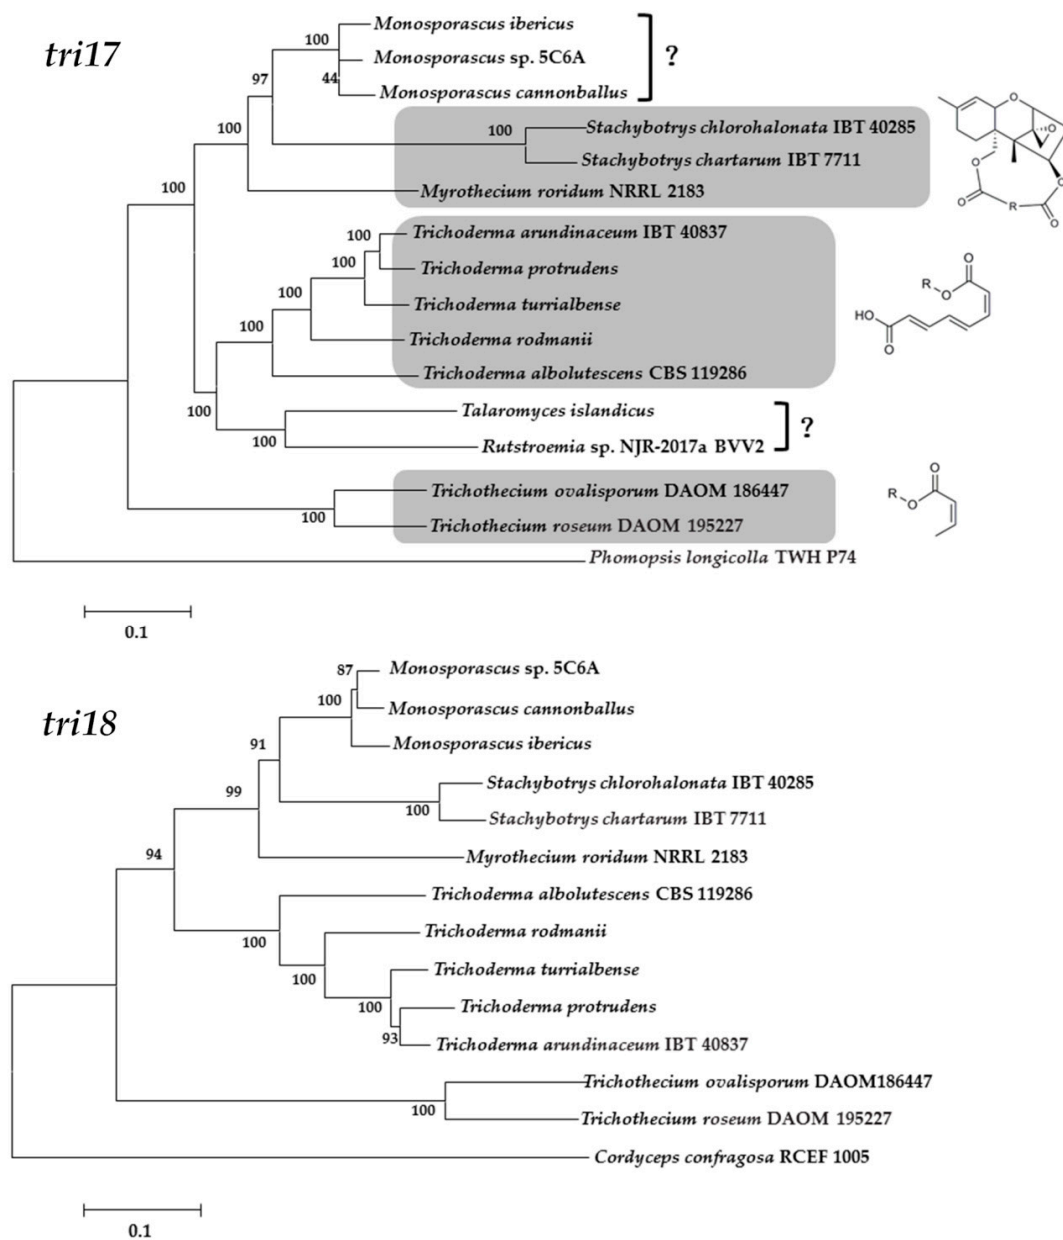 tri17
Monosporascus ibericus
100
Monosporascus sp. 5C6A
?
97
44
Monosporascus cannonballus
100
100
Stachybotrys chlorohalonata IBT 40285
Stachybotrys chartarum IBT 7711
100
Myrothecium roridum NRRL 2183
O
O
O
O
O
R
O
O
100
Trichoderma arundinaceum IBT 40837
100
Trichoderma protrudens
100
Trichoderma turrialbense
100
Trichoderma rodmanii
Trichoderma albolutescens CBS 119286
O
R
O
HO
O
100
Talaromyces islandicus
?
100
Rutstroemia sp. NJR-2017a BVV2
Trichothecium ovalisporum DAOM 186447
100
Trichothecium roseum DAOM 195227
O
R
O
Phomopsis longicolla TWH P74
0.1
tri18
87
Monosporascus sp. 5C6A
100
Monosporascus cannonballus
91
Monosporascus ibericus
99
Stachybotrys chlorohalonata IBT 40285
100
Stachybotrys chartarum IBT 7711
94
Myrothecium roridum NRRL 2183
Trichoderma albolutescens CBS 119286
100
Trichoderma rodmanii
100
Trichoderma turrialbense
100
Trichoderma protrudens
93
Trichoderma arundinaceum IBT 40837
Trichothecium ovalisporum DAOM186447
100
Trichothecium roseum DAOM 195227
Cordyceps confragosa RCEF 1005
0.1